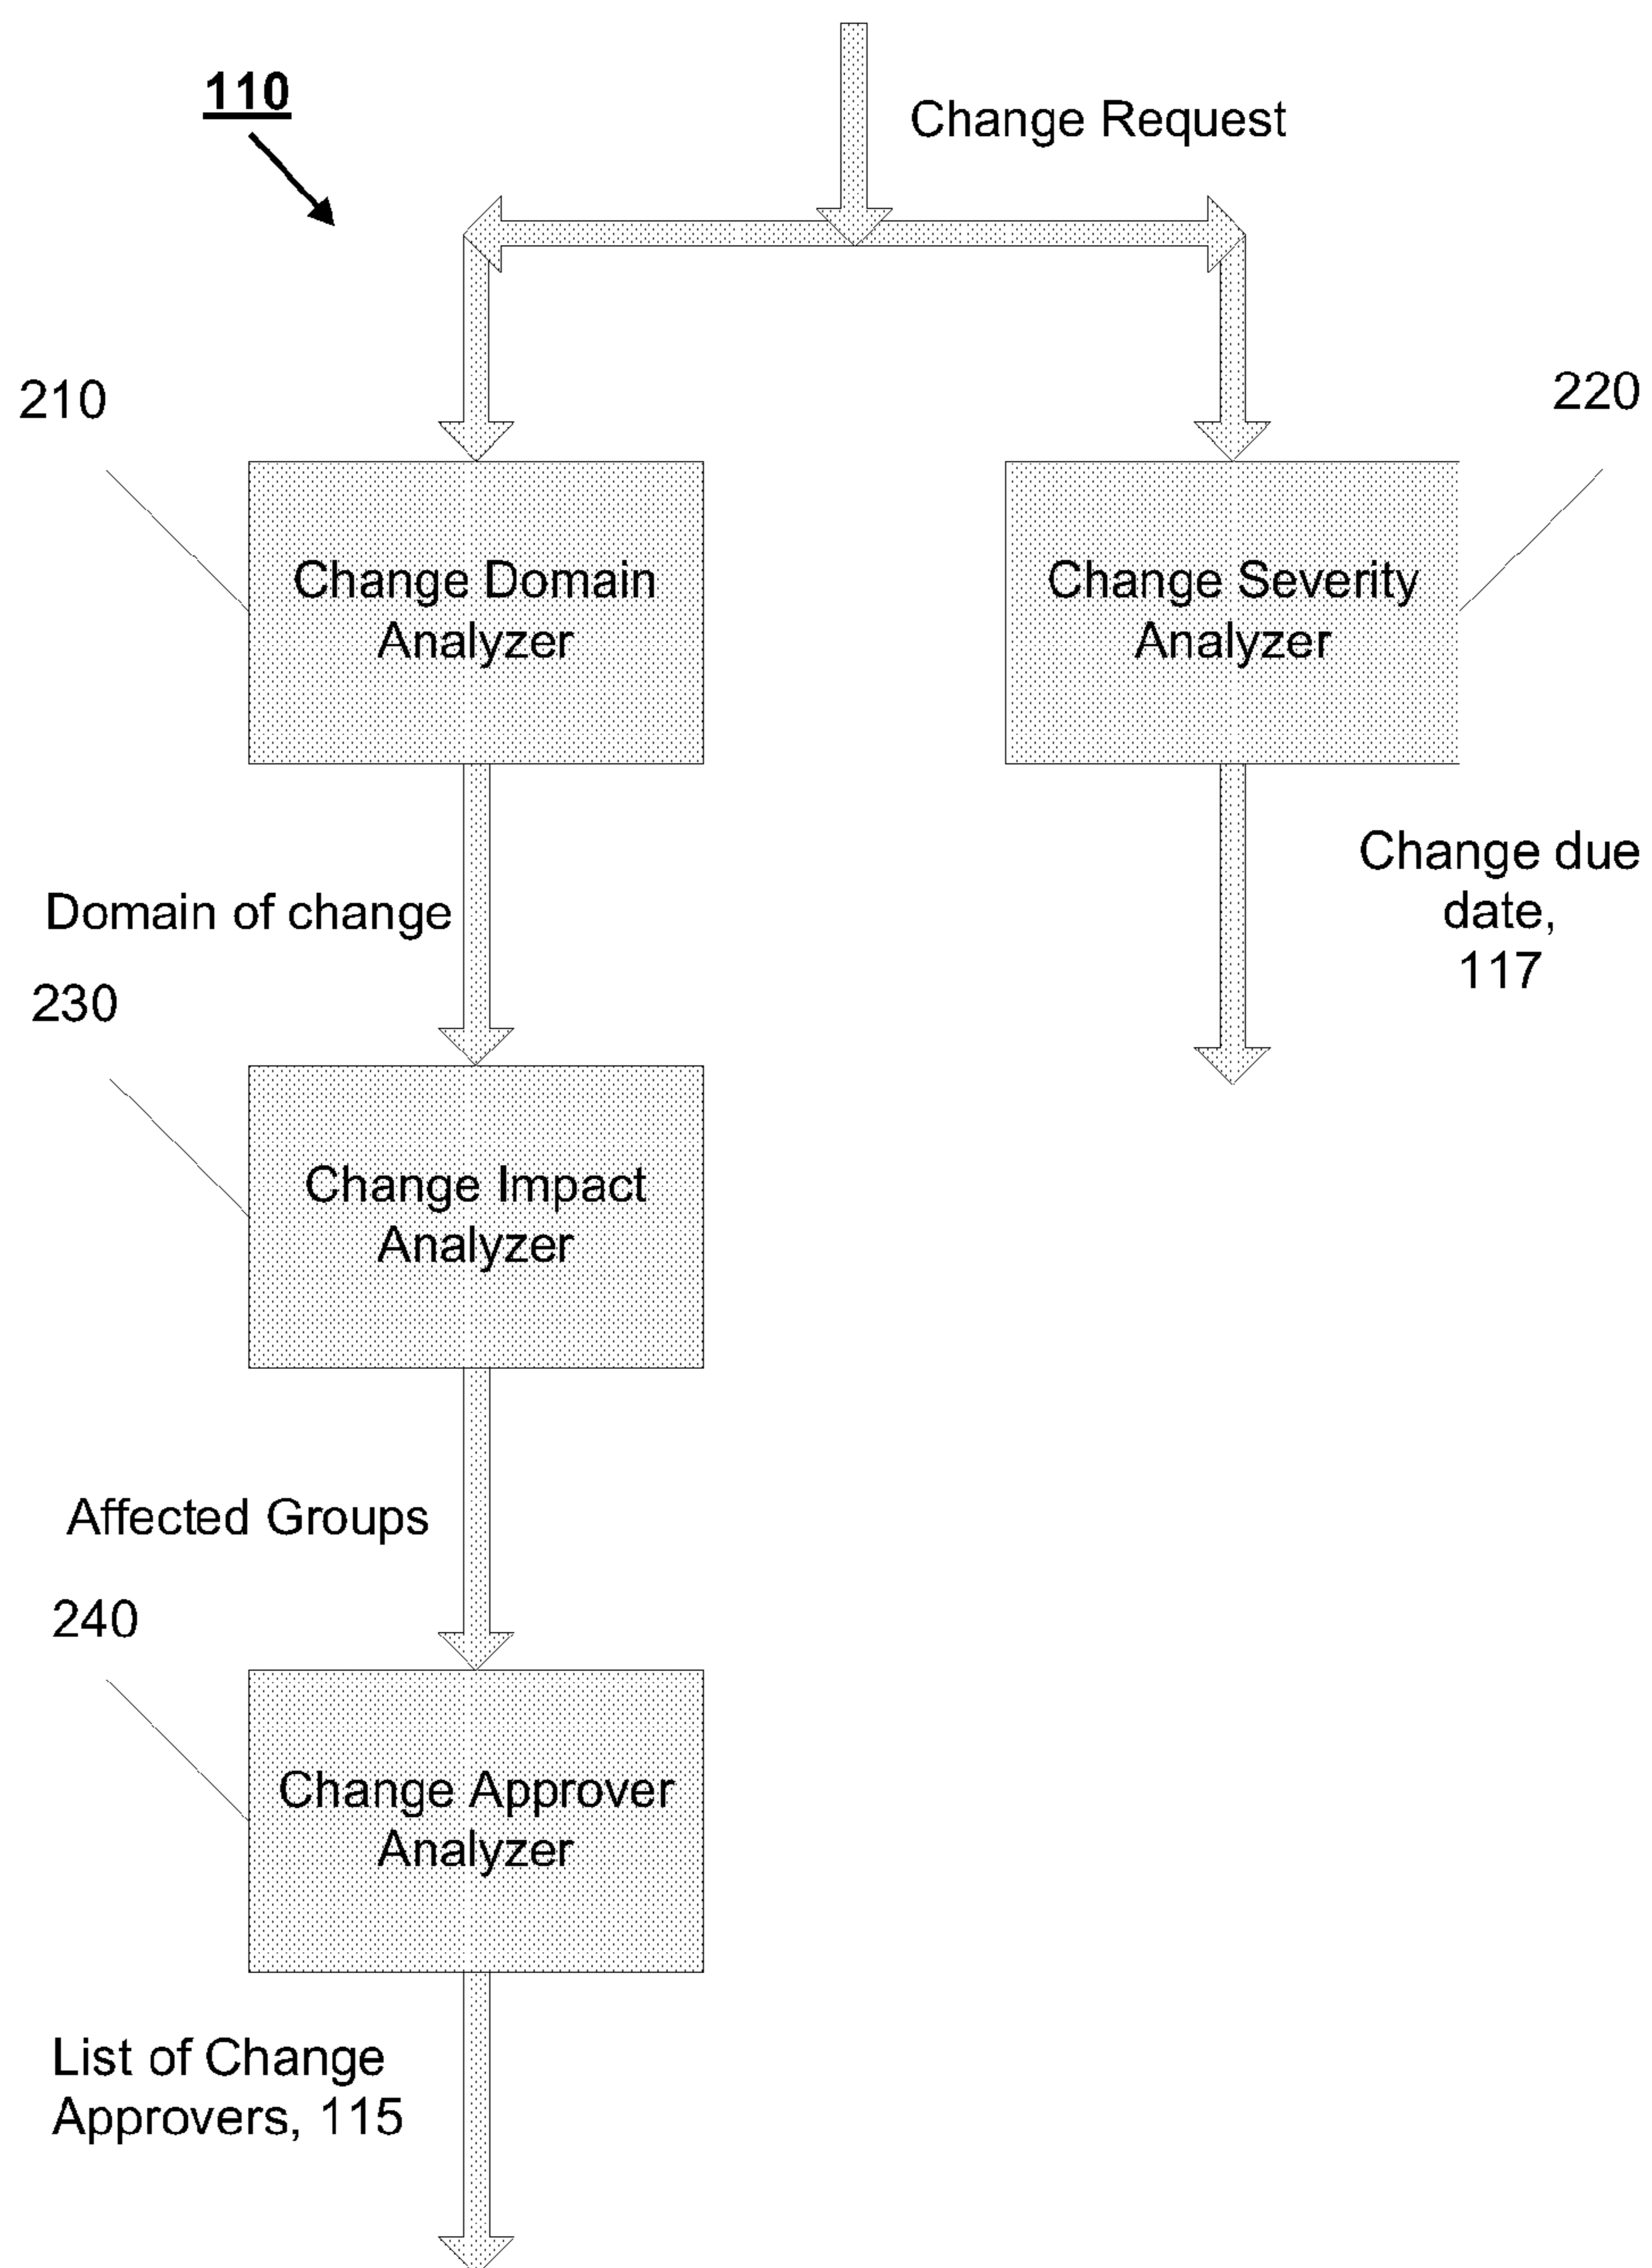 110
Change Request
210
220
Change Domain
Analyzer
Change Severity
Analyzer
Change due
date,
117
Domain of change
230
Change Impact
Analyzer
Affected Groups
240
Change Approver
Analyzer
List of Change
Approvers, 115